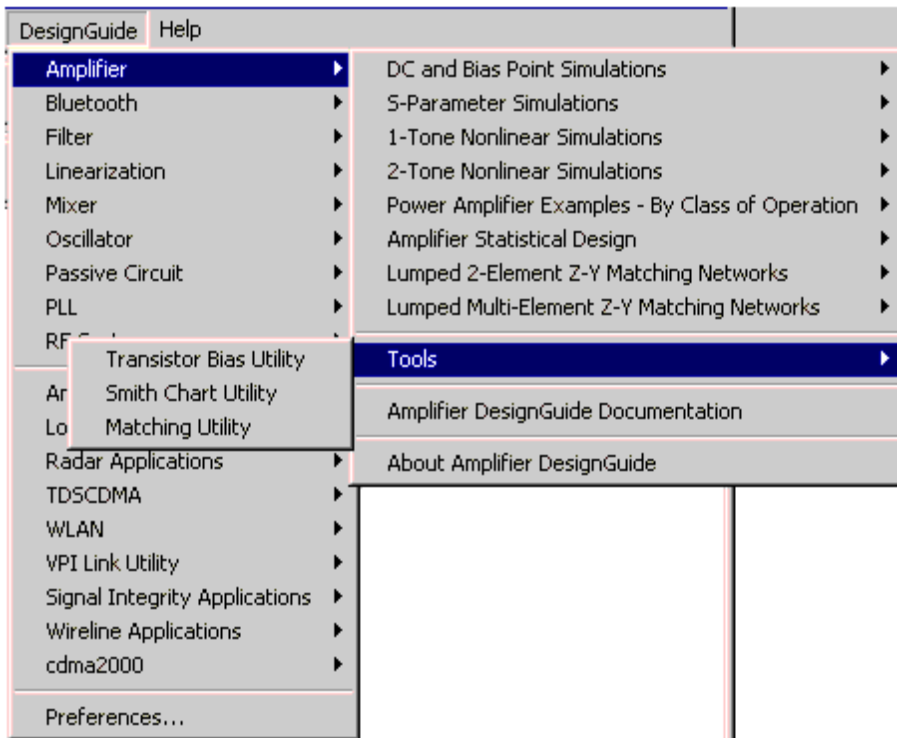 DesignGuide Help
Amplifier
Bluetooth
Filter
Linearization
Mixer
Oscillator
Passive Circuit
PLL
Radar Applications
TDSCDMA
WLAN
VPI Link Utility
Signal Integrity Applications
Wireline Applications
cdma2000
Preferences...
DC and Bias Point Simulations
S-Parameter Simulations
1-Tone Nonlinear Simulations
2-Tone Nonlinear Simulations
Power Amplifier Examples - By Class of Operation
Amplifier Statistical Design
Lumped 2-Element Z-Y Matching Networks
Lumped Multi-Element Z-Y Matching Networks
Tools
Amplifier DesignGuide Documentation
About Amplifier DesignGuide
Transistor Bias Utility
Smith Chart Utility
Matching Utility